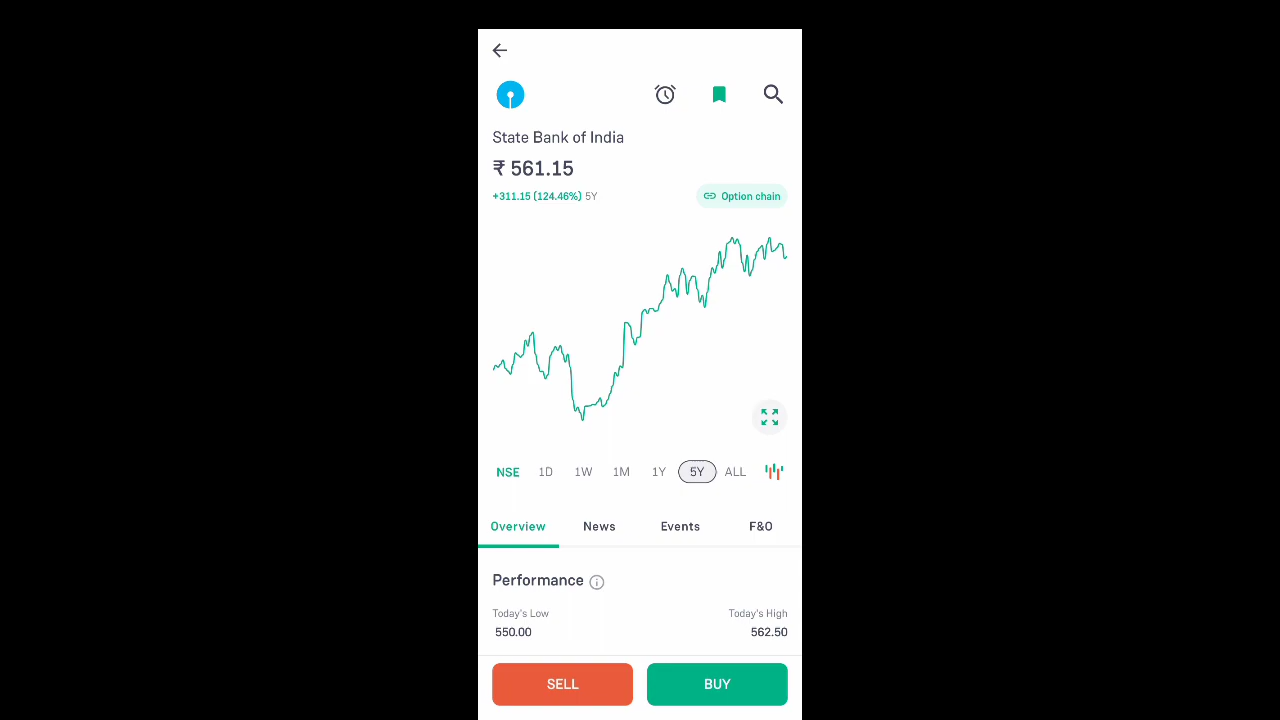 State Bank of India
₹ 561.15
+311.15 (124.46%) 5Y
Option chain
NSE 1D 1W 1M 1Y 5Y ALL
Overview News Events F&O
Performance
Today's Low Today's High
550.00 562.50
SELL BUY